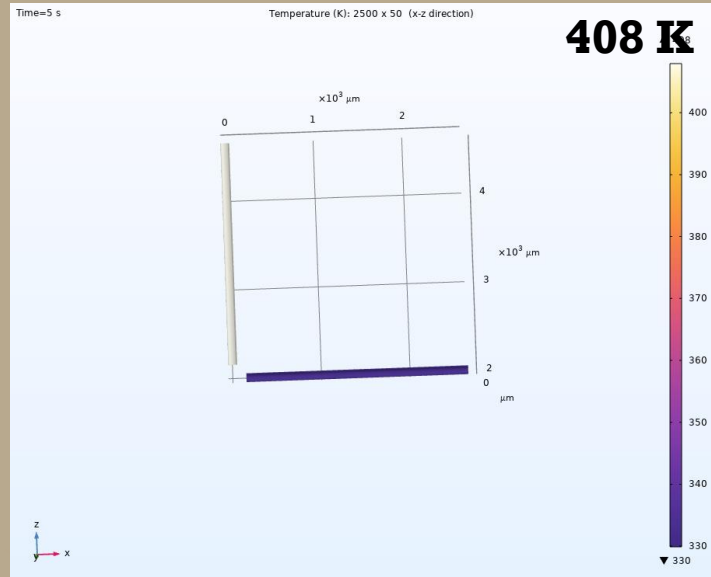 Time=5 s
Temperature (K): 2500 x 50 (x-z direction)
408 K
×10³ μm
0
1
2
4
×10³ μm
3
2
0
μm
400
390
380
370
360
350
340
330
▼ 330
z
y
x